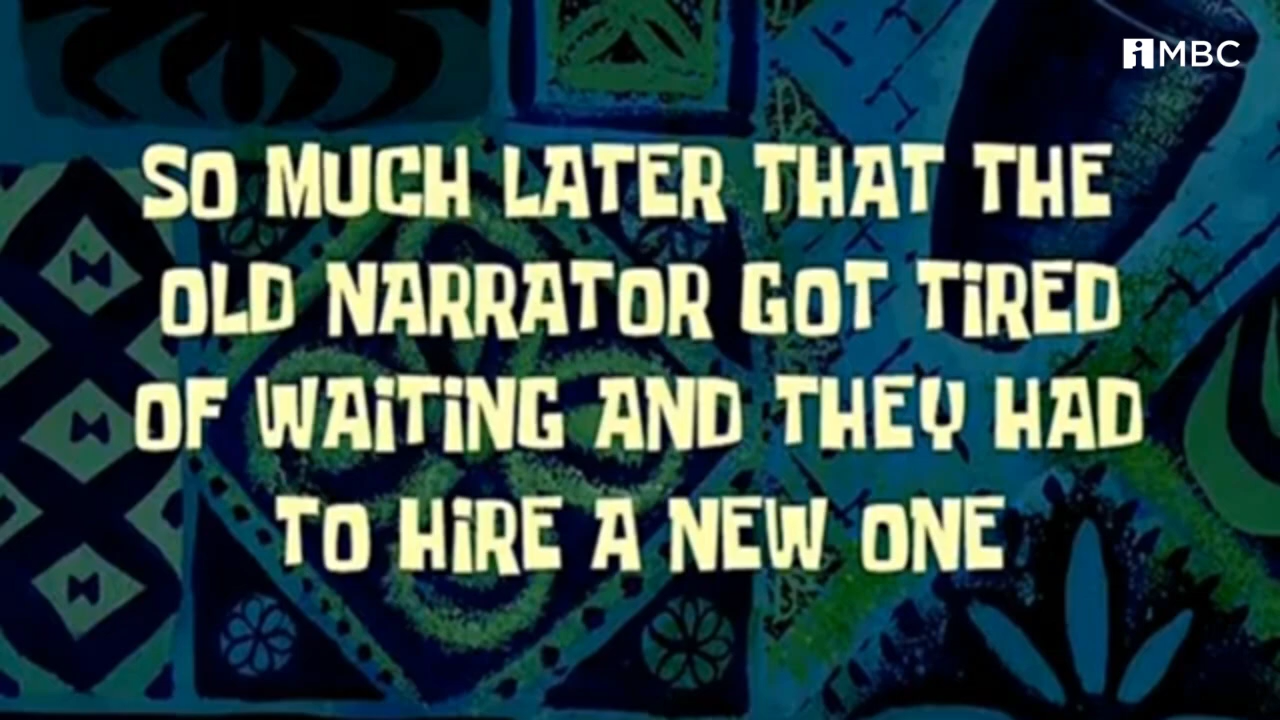 iMBC
SO MUCH LATER THAT THE
OLD NARRATOR GOT TiRED
OF WAiTiNG AND THEY HAD
TO HiRE A NEW ONE